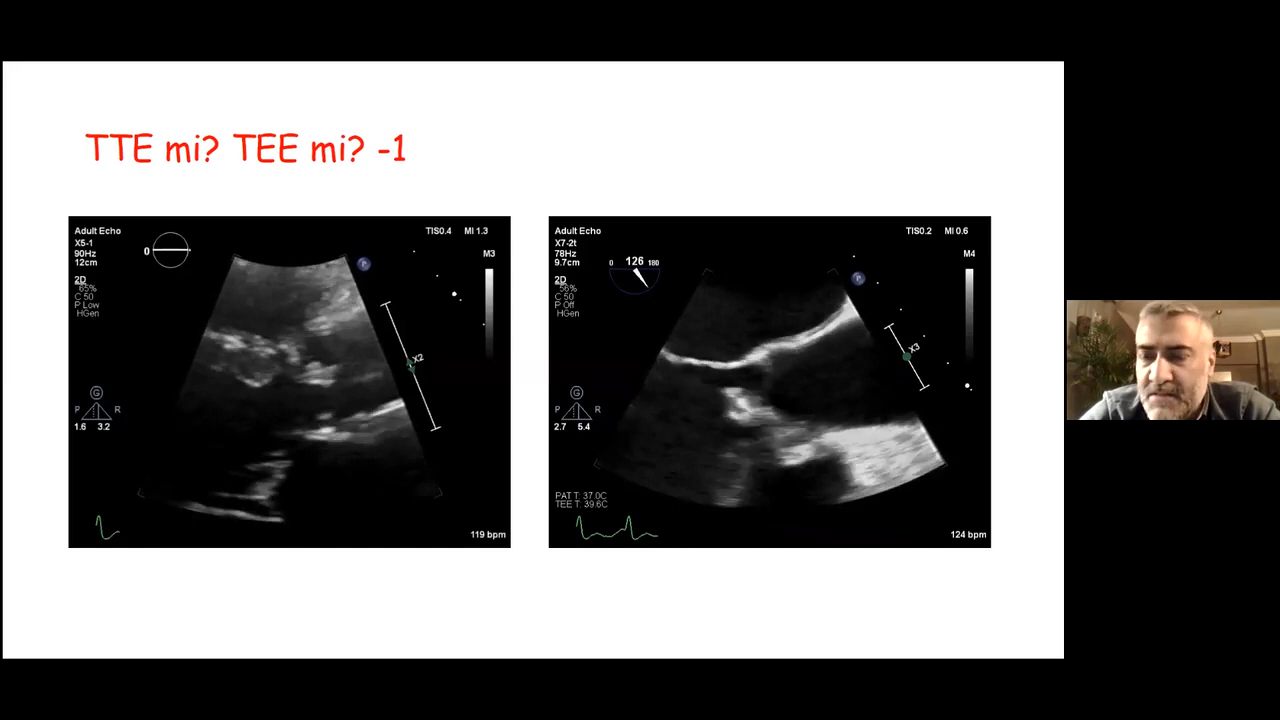 TTE mi? TEE mi? -1
Adult Echo
X5-1
90Hz
12cm
2D
65%
C 50
P Low
HGen
0
TIS0.4 MI 1.3
M3
X2
G
P R
1.6 3.2
119 bpm
Adult Echo
X7-2t
78Hz
9.7cm
2D
56%
C 50
P Off
HGen
0 126 180
TIS0.2 MI 0.6
M4
P
X3
G
P R
2.7 5.4
PAT T: 37.0C
TEE T: 39.6C
124 bpm